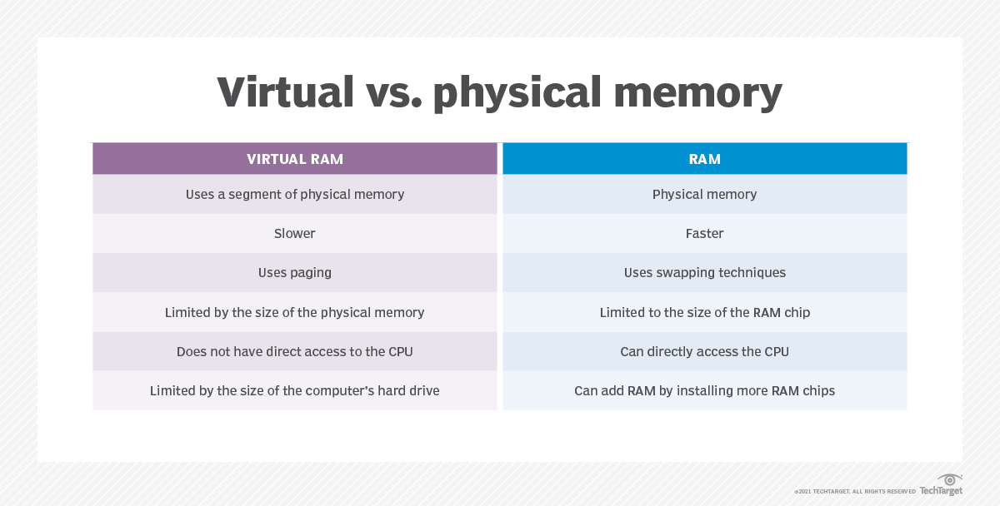 Virtual vs. physical memory
VIRTUAL RAM
RAM
Uses a segment of physical memory
Physical memory
Slower
Faster
Uses paging
Uses swapping techniques
Limited by the size of the physical memory
Limited to the size of the RAM chip
Does not have direct access to the CPU
Can directly access the CPU
Limited by the size of the computer's hard drive
Can add RAM by installing more RAM chips
©2021 TECHTARGET. ALL RIGHTS RESERVED
TechTarget